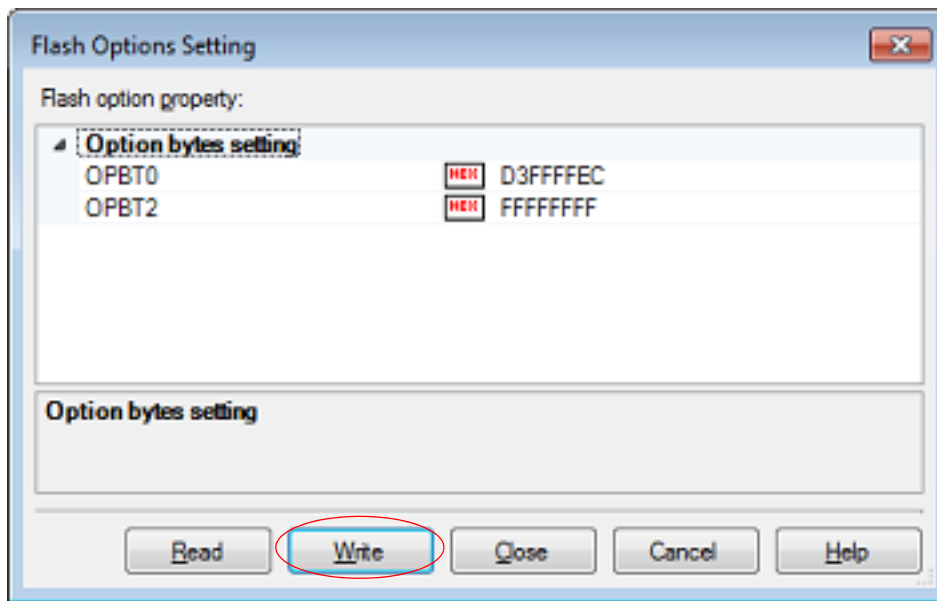 Flash Options Setting
Flash option property:
Option bytes setting
OPBT0 HEX D3FFFFEC
OPBT2 HEX FFFFFFFF
Option bytes setting
Read Write Close Cancel Help